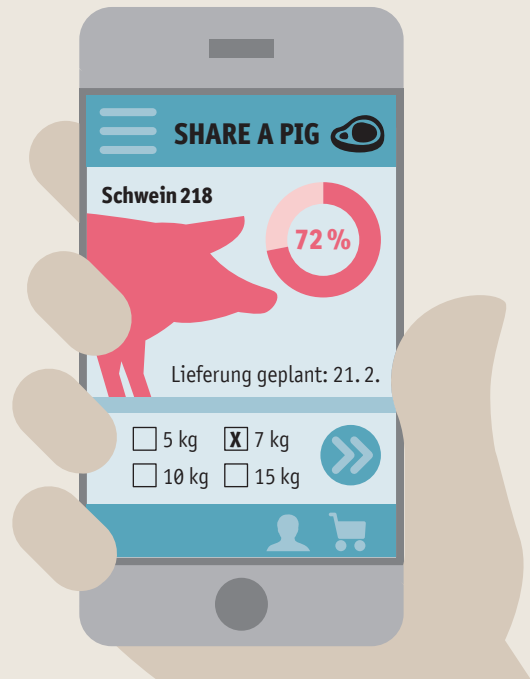 SHARE A PIG
Schwein 218
72 %
Lieferung geplant: 21. 2.
5 kg X 7 kg
10 kg 15 kg